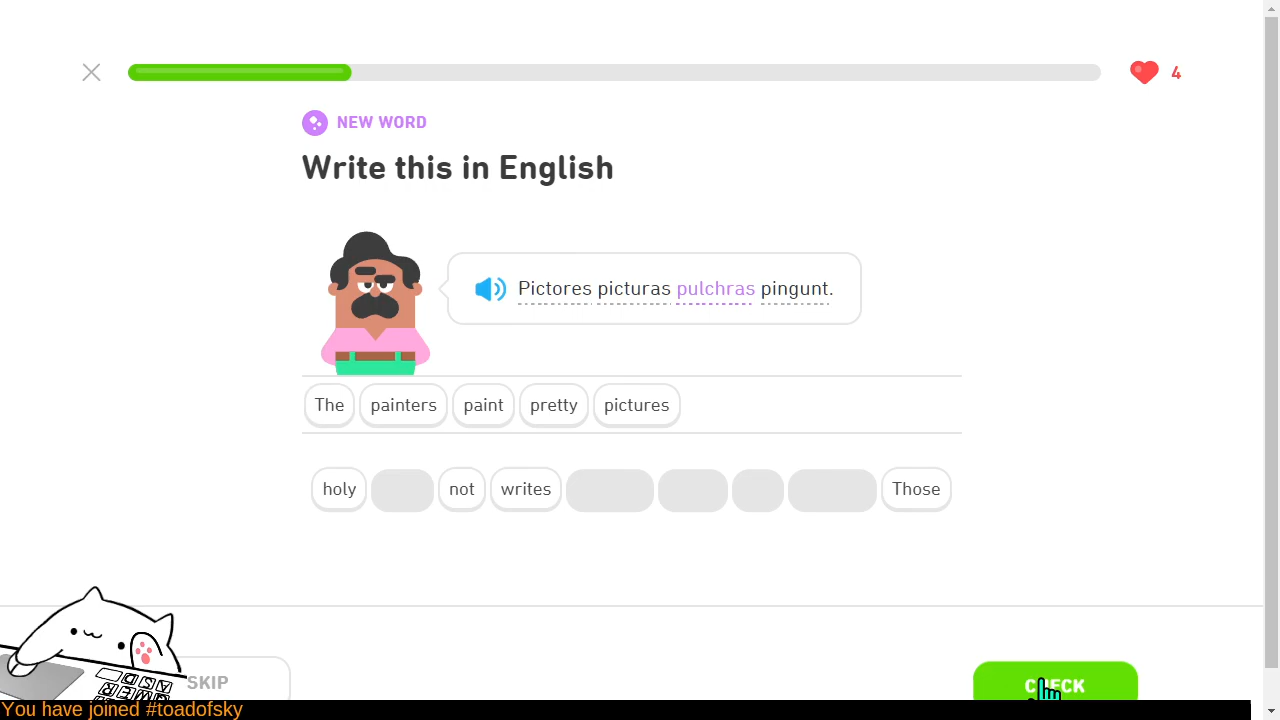 4
NEW WORD
Write this in English
Pictores picturas pulchras pingunt.
The painters paint pretty pictures
holy not writes Those
SKIP CHECK
You have joined #toadofsky